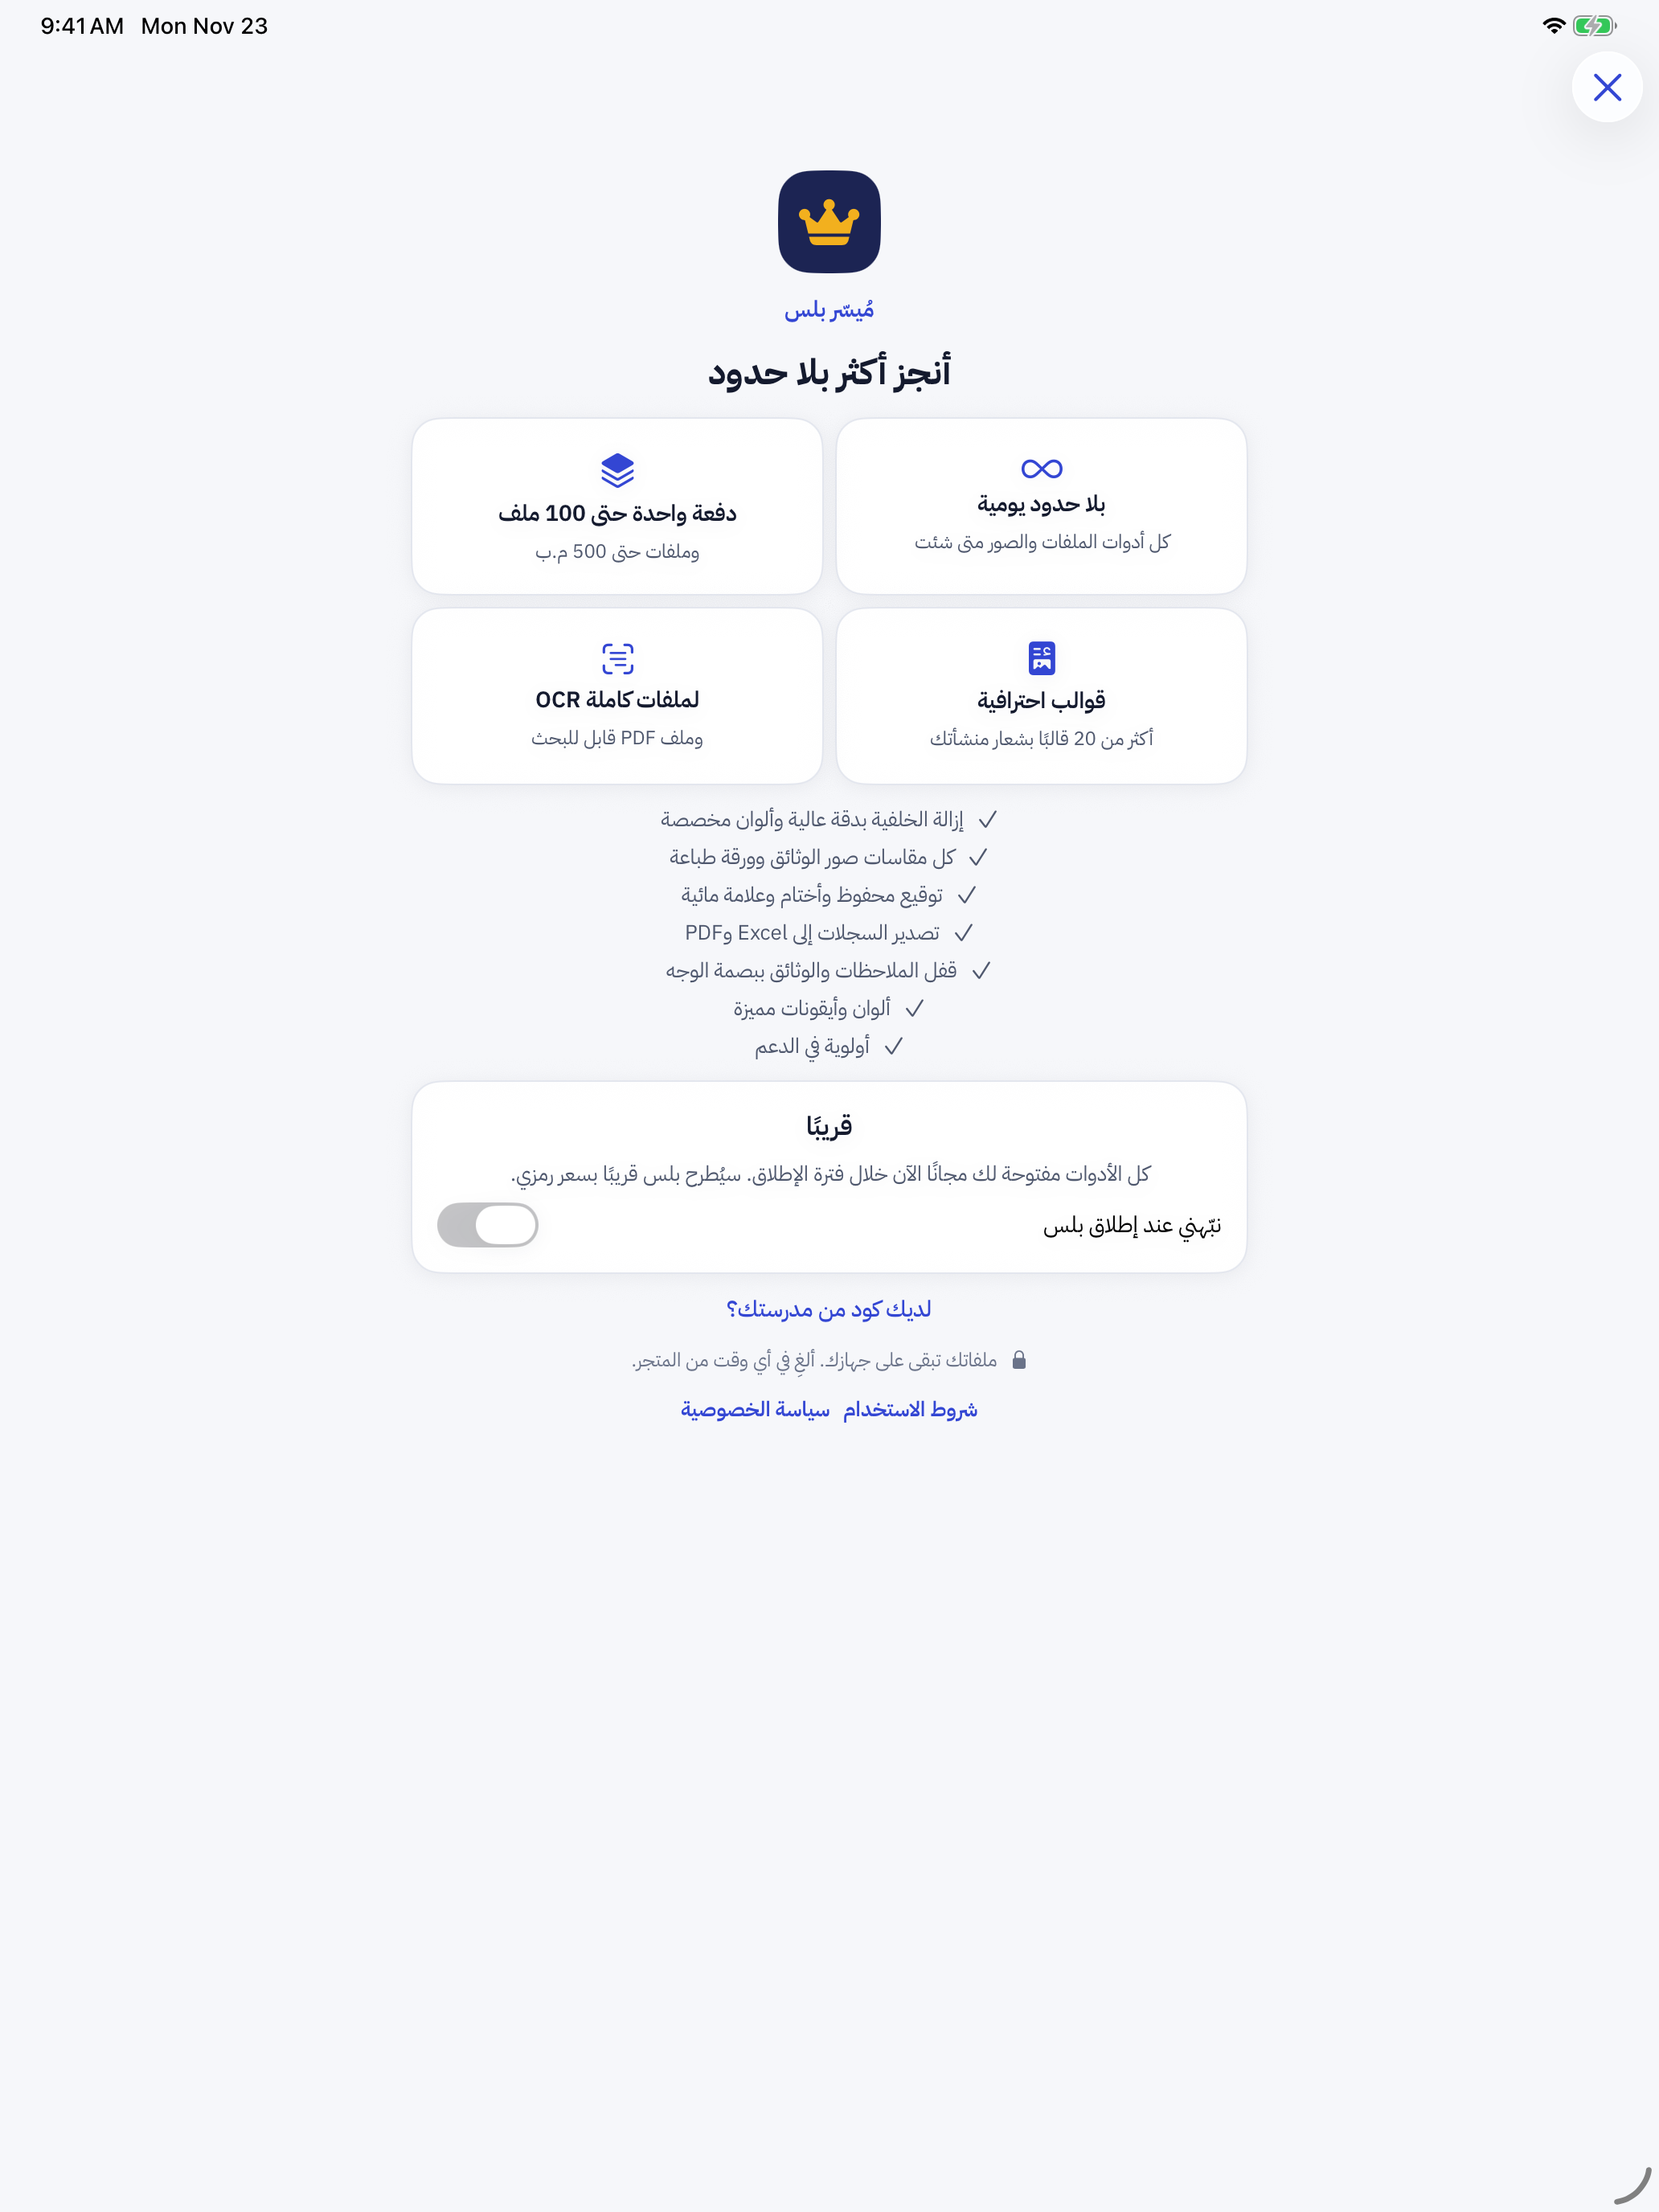 9:41 AM Mon Nov 23
مُيسّر بلس
أنجز أكثر بلا حدود
بلا حدود يومية
كل أدوات الملفات والصور متى شئت
دفعة واحدة حتى 100 ملف
وملفات حتى 500 م.ب
قوالب احترافية
أكثر من 20 قالبًا بشعار منشأتك
OCR لملفات كاملة
وملف PDF قابل للبحث
إزالة الخلفية بدقة عالية وألوان مخصصة
كل مقاسات صور الوثائق وورقة طباعة
توقيع محفوظ وأختام وعلامة مائية
تصدير السجلات إلى Excel وPDF
قفل الملاحظات والوثائق ببصمة الوجه
ألوان وأيقونات مميزة
أولوية في الدعم
قريبًا
كل الأدوات مفتوحة لك مجانًا الآن خلال فترة الإطلاق. سيُطرح بلس قريبًا بسعر رمزي.
نبّهني عند إطلاق بلس
لديك كود من مدرستك؟
ملفاتك تبقى على جهازك. ألغِ في أي وقت من المتجر.
شروط الاستخدام سياسة الخصوصية